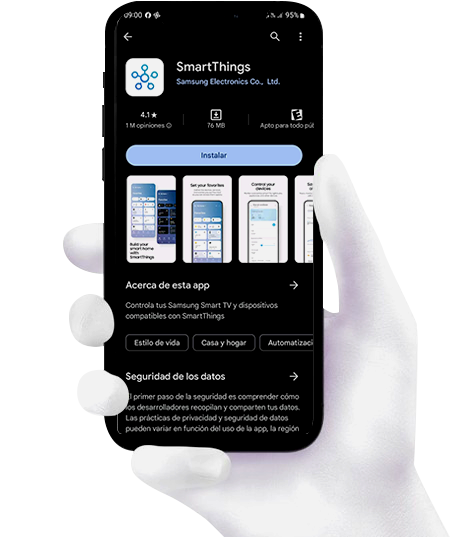 09:00
95%
SmartThings
Samsung Electronics Co., Ltd.
4.1★
1 M opiniones
76 MB
Apto para todo púb
Instalar
Build your
smart home
with
SmartThings
Set your favorites
Control your
devices
Acerca de esta app
Controla tus Samsung Smart TV y dispositivos
compatibles con SmartThings
Estilo de vida
Casa y hogar
Automatizaci
Seguridad de los datos
El primer paso de la seguridad es comprender cómo
los desarrolladores recopilan y comparten tus datos.
Las prácticas de privacidad y seguridad de datos
pueden variar en función del uso de la app, la región